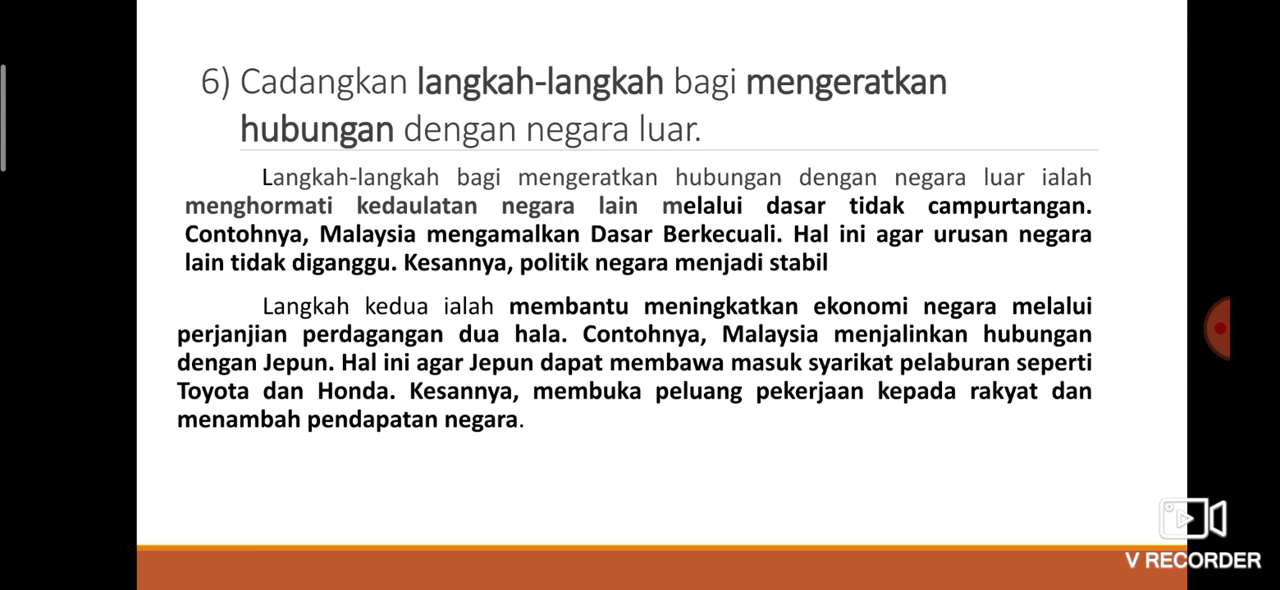 6) Cadangkan langkah-langkah bagi mengeratkan
hubungan dengan negara luar.
Langkah-langkah bagi mengeratkan hubungan dengan negara luar ialah
menghormati kedaulatan negara lain melalui dasar tidak campurtangan.
Contohnya, Malaysia mengamalkan Dasar Berkecuali. Hal ini agar urusan negara
lain tidak diganggu. Kesannya, politik negara menjadi stabil
Langkah kedua ialah membantu meningkatkan ekonomi negara melalui
perjanjian perdagangan dua hala. Contohnya, Malaysia menjalinkan hubungan
dengan Jepun. Hal ini agar Jepun dapat membawa masuk syarikat pelaburan seperti
Toyota dan Honda. Kesannya, membuka peluang pekerjaan kepada rakyat dan
menambah pendapatan negara.
V RECORDER